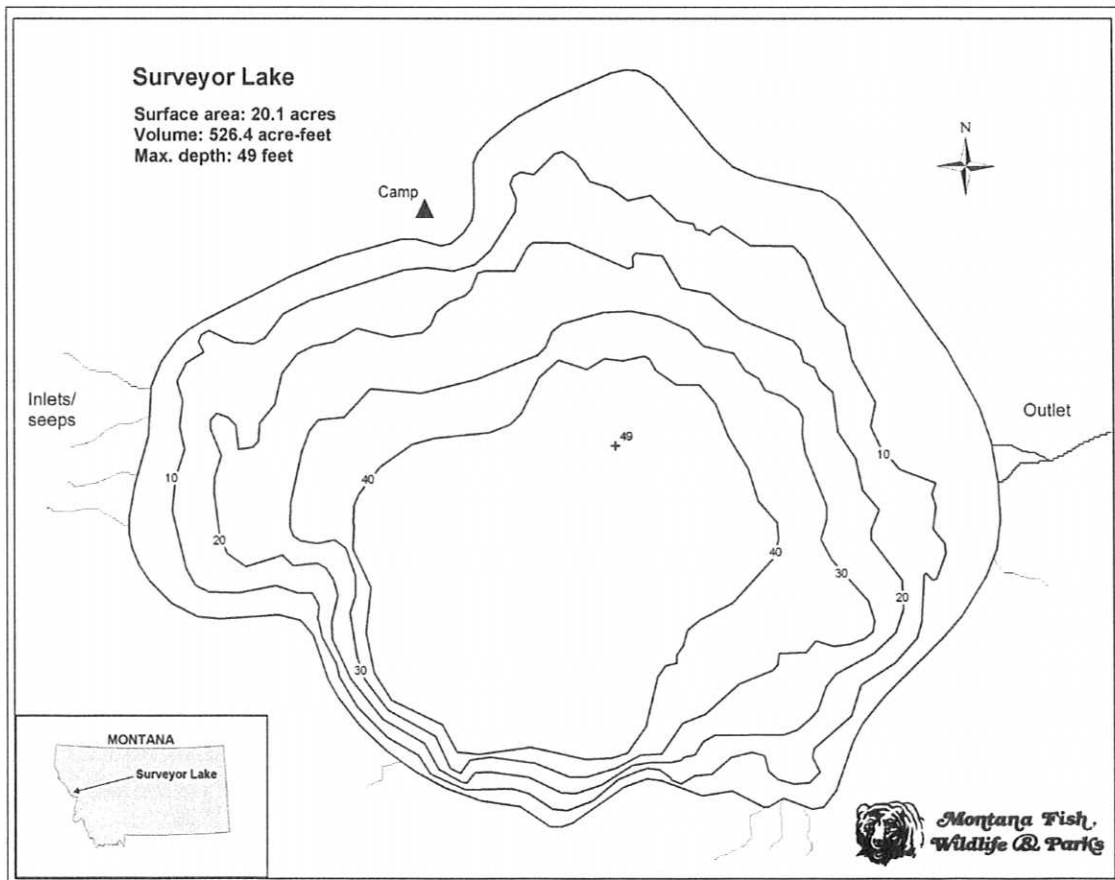 Surveyor Lake
Surface area: 20.1 acres
Volume: 526.4 acre-feet
Max. depth: 49 feet
N
Camp
Inlets/
seeps
Outlet
49
10
10
40
20
40
30
20
30
MONTANA
Surveyor Lake
Montana Fish,
Wildlife & Parks